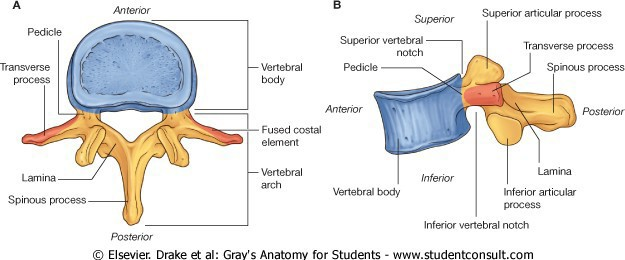 A
Anterior
Pedicle
Transverse
process
Vertebral
body
Fused costal
element
Lamina
Vertebral
arch
Spinous process
Posterior
B
Superior
Superior articular process
Superior vertebral
notch
Transverse process
Pedicle
Spinous process
Anterior
Posterior
Lamina
Inferior
Vertebral body
Inferior articular
process
Inferior vertebral notch
© Elsevier. Drake et al: Gray's Anatomy for Students - www.studentconsult.com